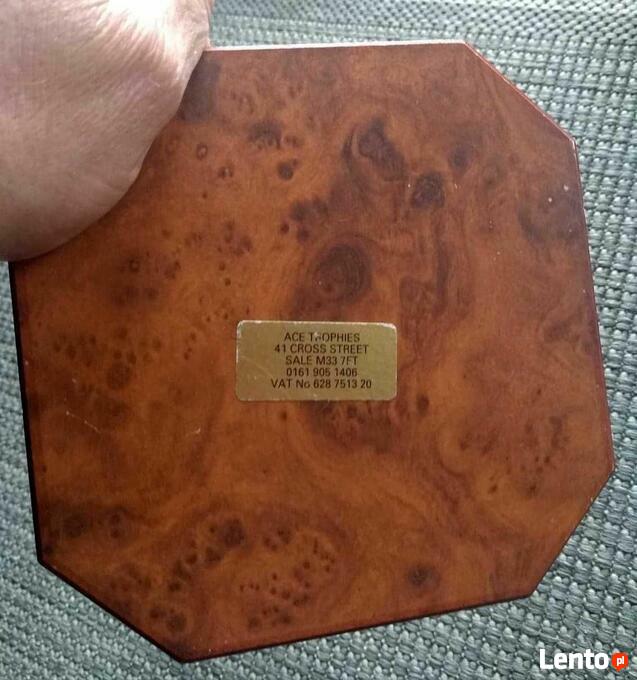 ACE TROPHIES
41 CROSS STREET
SALE M33 7FT
0161 905 1406
VAT No 628 7513 20
Lento pl